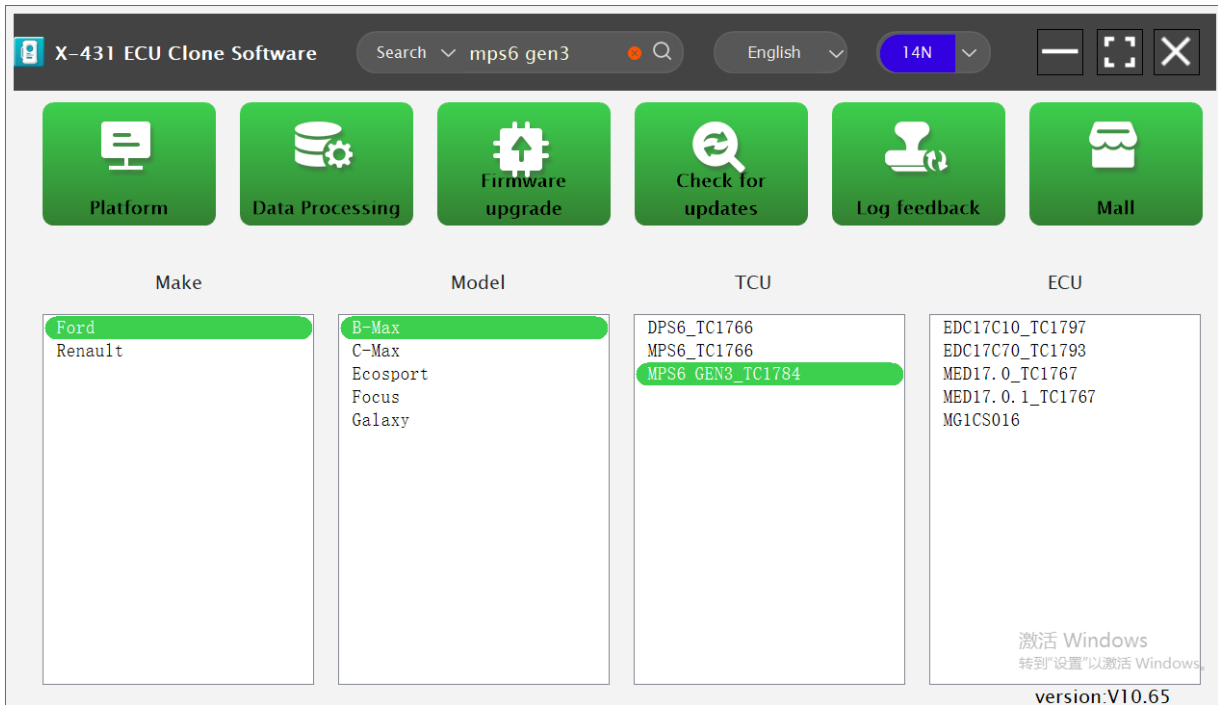 X-431 ECU Clone Software
Search
mps6 gen3
English
14N
Platform
Data Processing
Firmware
upgrade
Check for
updates
Log feedback
Mall
Make
Model
TCU
ECU
Ford
Renault
B-Max
C-Max
Ecosport
Focus
Galaxy
DPS6_TC1766
MPS6_TC1766
MPS6 GEN3_TC1784
EDC17C10_TC1797
EDC17C70_TC1793
MED17.0_TC1767
MED17.0.1_TC1767
MG1CS016
激活 Windows
转到“设置”以激活 Windows。
version:V10.65